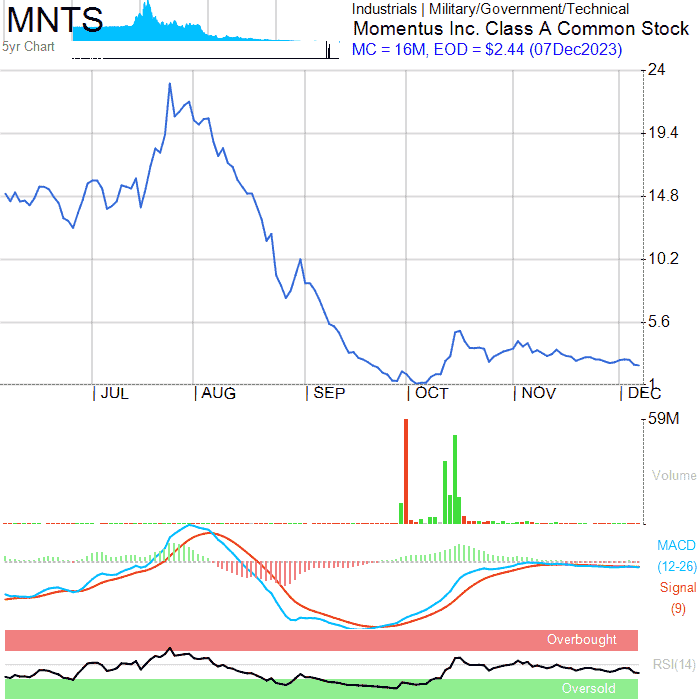 MNTS
5yr Chart
Industrials | Military/Government/Technical
Momentus Inc. Class A Common Stock
MC = 16M, EOD = $2.44 (07Dec2023)
24
19.4
14.8
10.2
5.6
1
JUL AUG SEP OCT NOV DEC
59M
Volume
MACD
(12-26)
Signal
(9)
Overbought
RSI(14)
Oversold